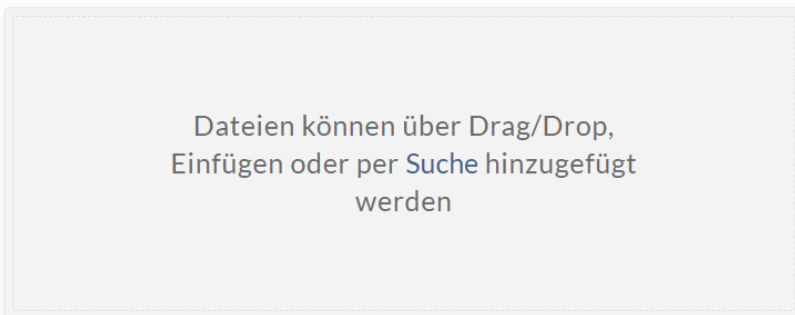 Dateien können über Drag/Drop,
Einfügen oder per Suche hinzugefügt
werden